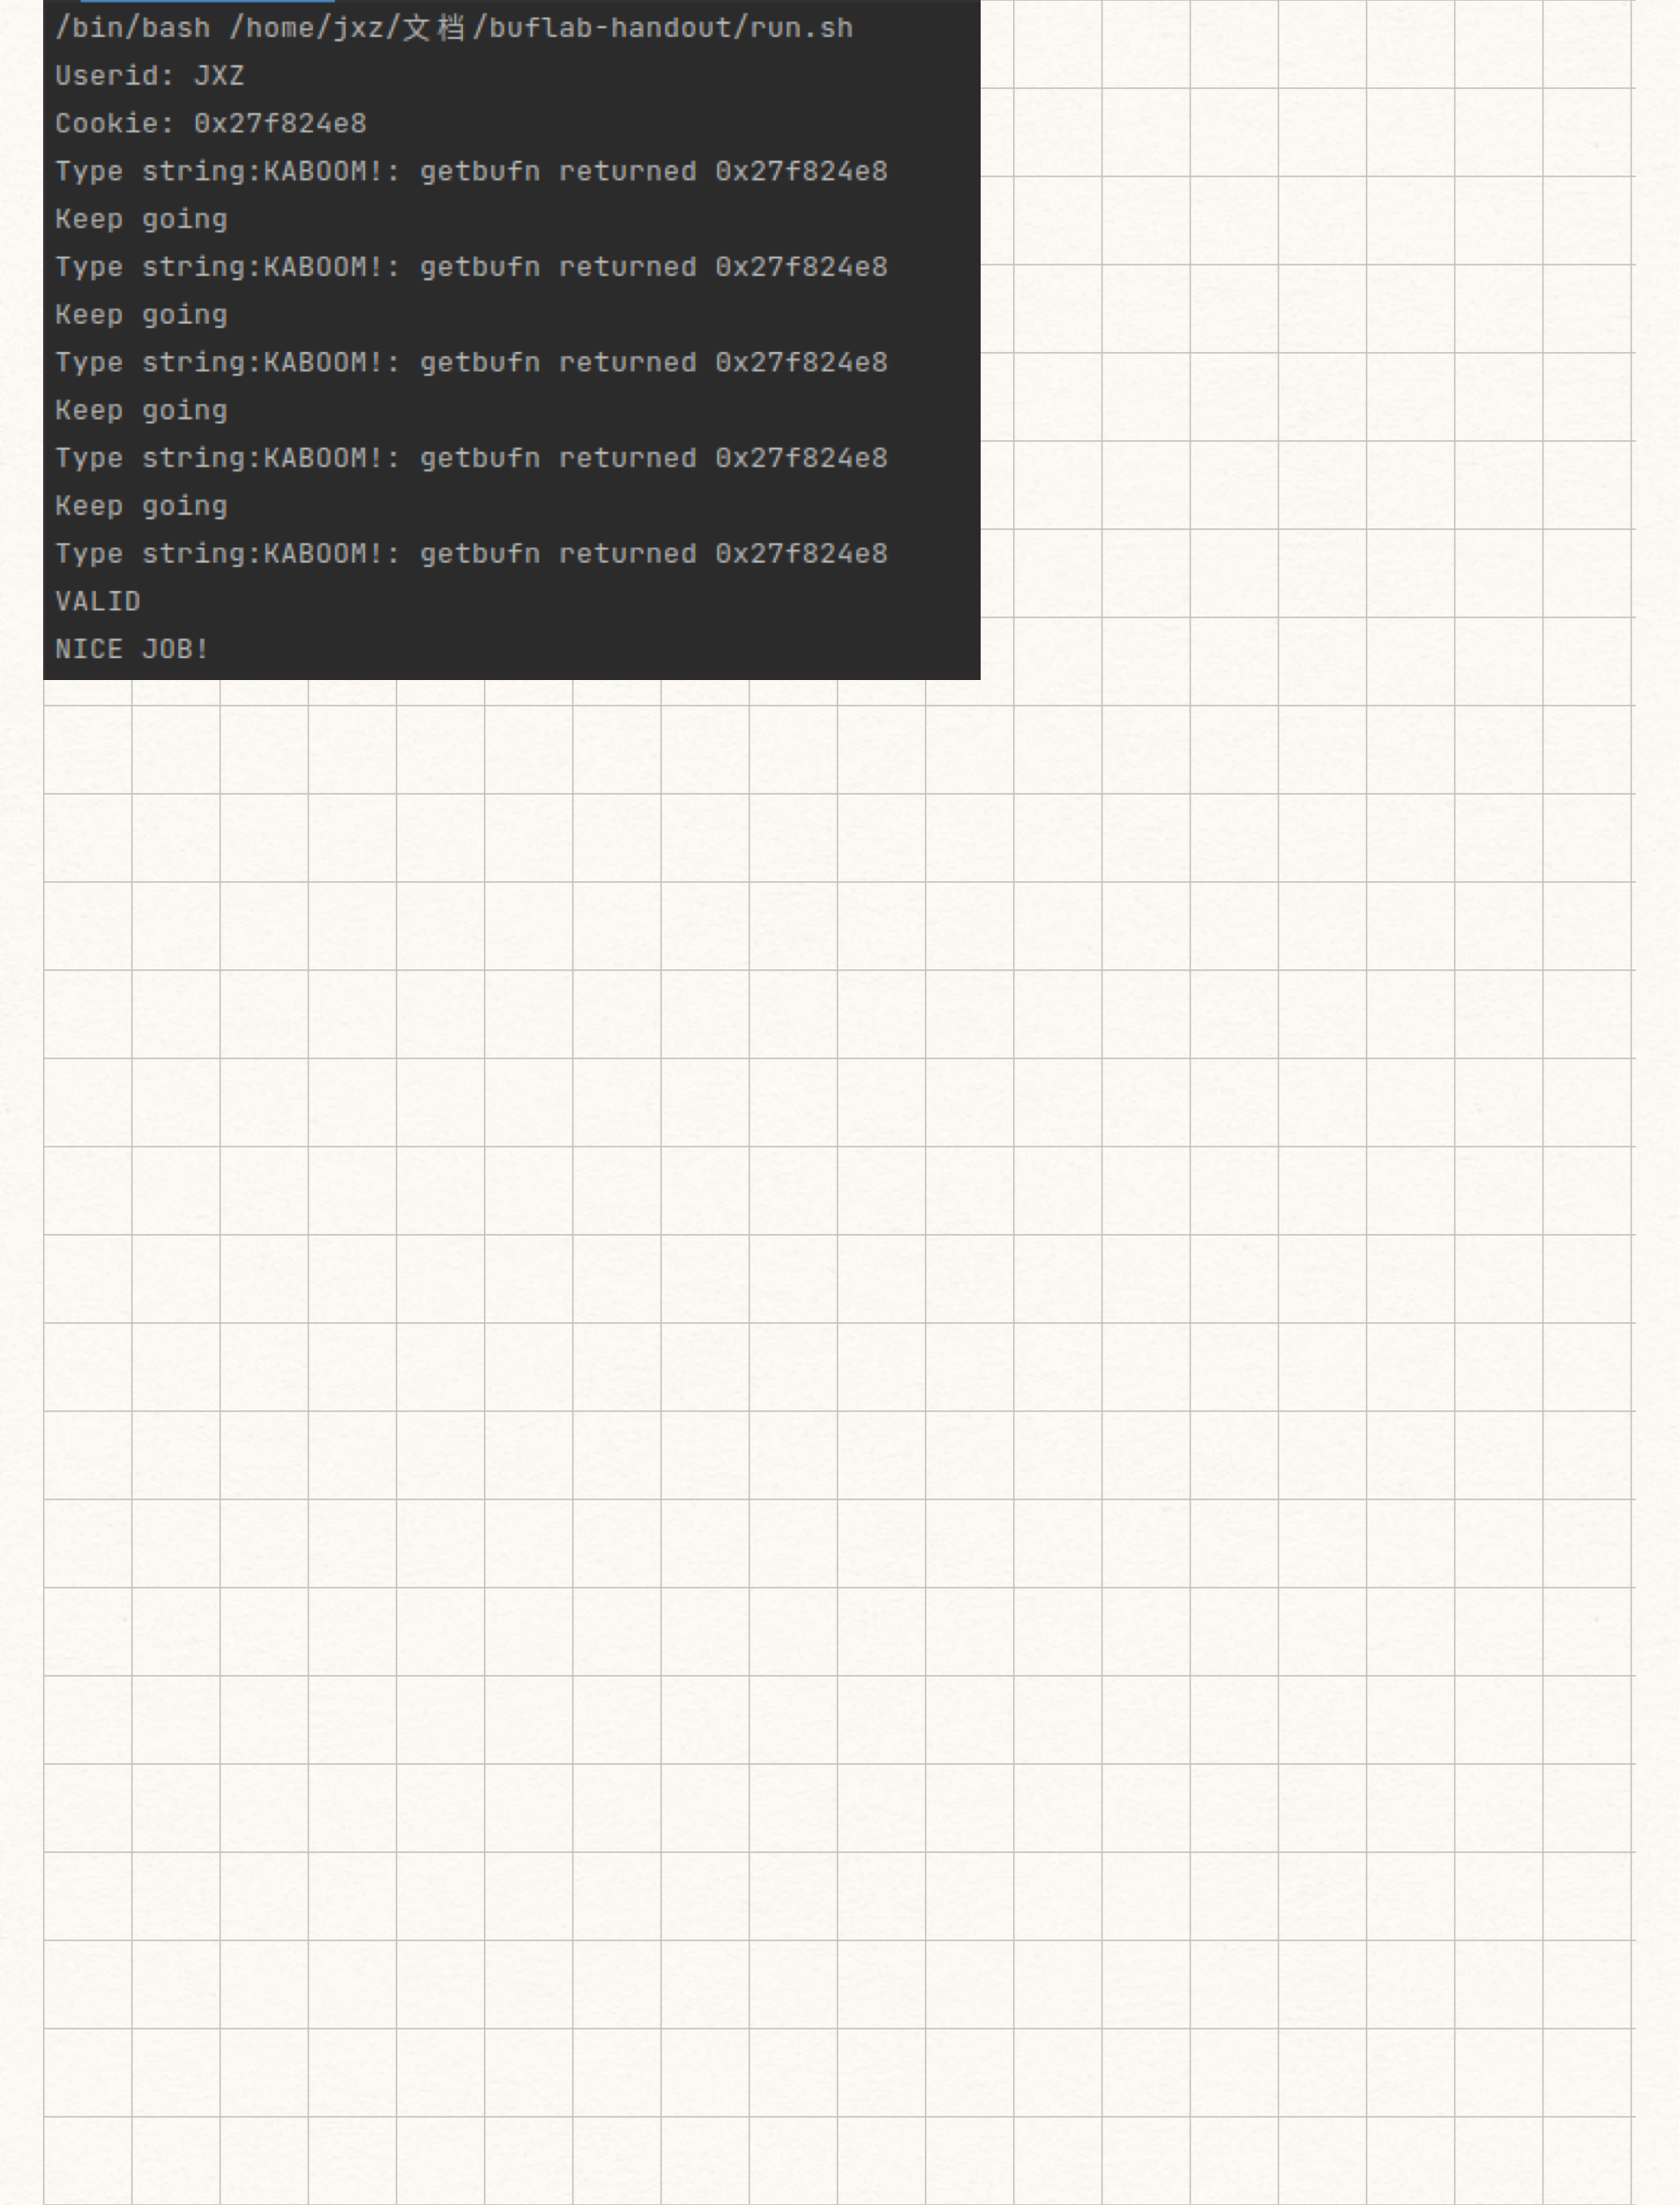 /bin/bash /home/jxz/文档/buflab-handout/run.sh
Userid: JXZ
Cookie: 0x27f824e8
Type string:KABOOM!: getbufn returned 0x27f824e8
Keep going
Type string:KABOOM!: getbufn returned 0x27f824e8
Keep going
Type string:KABOOM!: getbufn returned 0x27f824e8
Keep going
Type string:KABOOM!: getbufn returned 0x27f824e8
Keep going
Type string:KABOOM!: getbufn returned 0x27f824e8
VALID
NICE JOB!